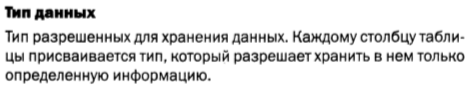 Тип данных
Тип разрешенных для хранения данных. Каждому столбцу табли-
цы присваивается тип, который разрешает хранить в нем только
определенную информацию.